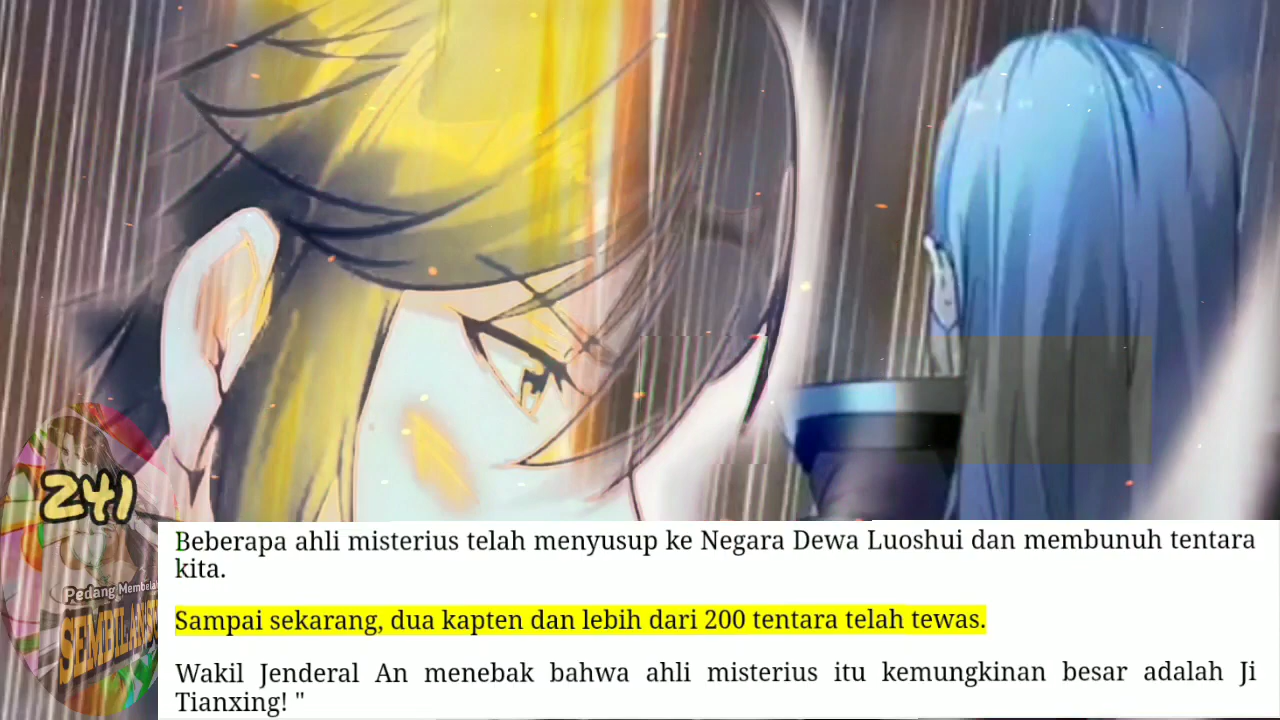 241
Pedang Membelah
Beberapa ahli misterius telah menyusup ke Negara Dewa Luoshui dan membunuh tentara
kita.
Sampai sekarang, dua kapten dan lebih dari 200 tentara telah tewas.
Wakil Jenderal An menebak bahwa ahli misterius itu kemungkinan besar adalah Ji
Tianxing! "